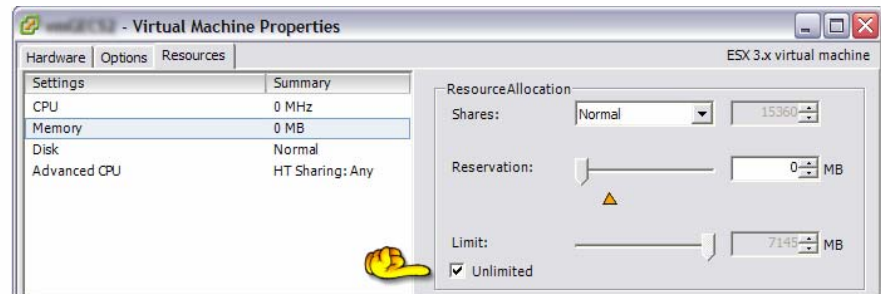 - Virtual Machine Properties
Hardware Options Resources ESX 3.x virtual machine
Settings Summary
CPU 0 MHz
Memory 0 MB
Disk Normal
Advanced CPU HT Sharing: Any
ResourceAllocation
Shares: Normal 15360
Reservation: 0 MB
Limit: 7145 MB
Unlimited